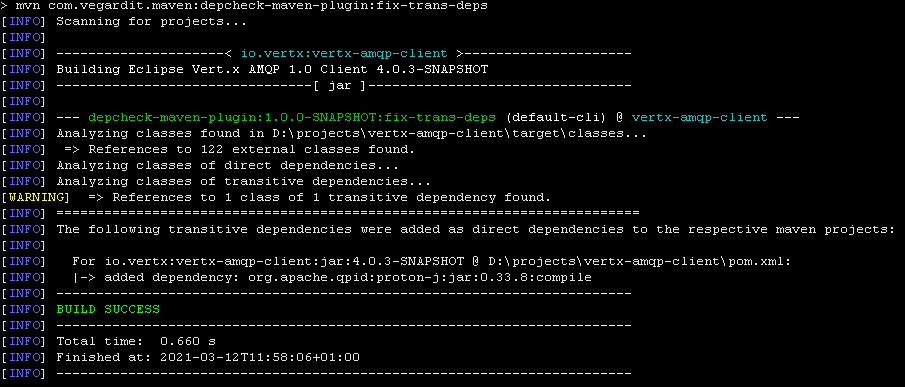 > mvn com.vegardit.maven:depcheck-maven-plugin:fix-trans-deps
[INFO] Scanning for projects...
[INFO]
[INFO] ---------------------< io.vertx:vertx-amqp-client >---------------------
[INFO] Building Eclipse Vert.x AMQP 1.0 Client 4.0.3-SNAPSHOT
[INFO] --------------------------------[ jar ]---------------------------------
[INFO]
[INFO] --- depcheck-maven-plugin:1.0.0-SNAPSHOT:fix-trans-deps (default-cli) @ vertx-amqp-client ---
[INFO] Analyzing classes found in D:\projects\vertx-amqp-client\target\classes...
[INFO]  => References to 122 external classes found.
[INFO] Analyzing classes of direct dependencies...
[INFO] Analyzing classes of transitive dependencies...
[WARNING]  => References to 1 class of 1 transitive dependency found.
[INFO] =========================================================================
[INFO] The following transitive dependencies were added as direct dependencies to the respective maven projects:
[INFO]
[INFO]   For io.vertx:vertx-amqp-client:jar:4.0.3-SNAPSHOT @ D:\projects\vertx-amqp-client\pom.xml:
[INFO]   |-> added dependency: org.apache.qpid:proton-j:jar:0.33.8:compile
[INFO] ------------------------------------------------------------------------
[INFO] BUILD SUCCESS
[INFO] ------------------------------------------------------------------------
[INFO] Total time:  0.660 s
[INFO] Finished at: 2021-03-12T11:58:06+01:00
[INFO] ------------------------------------------------------------------------